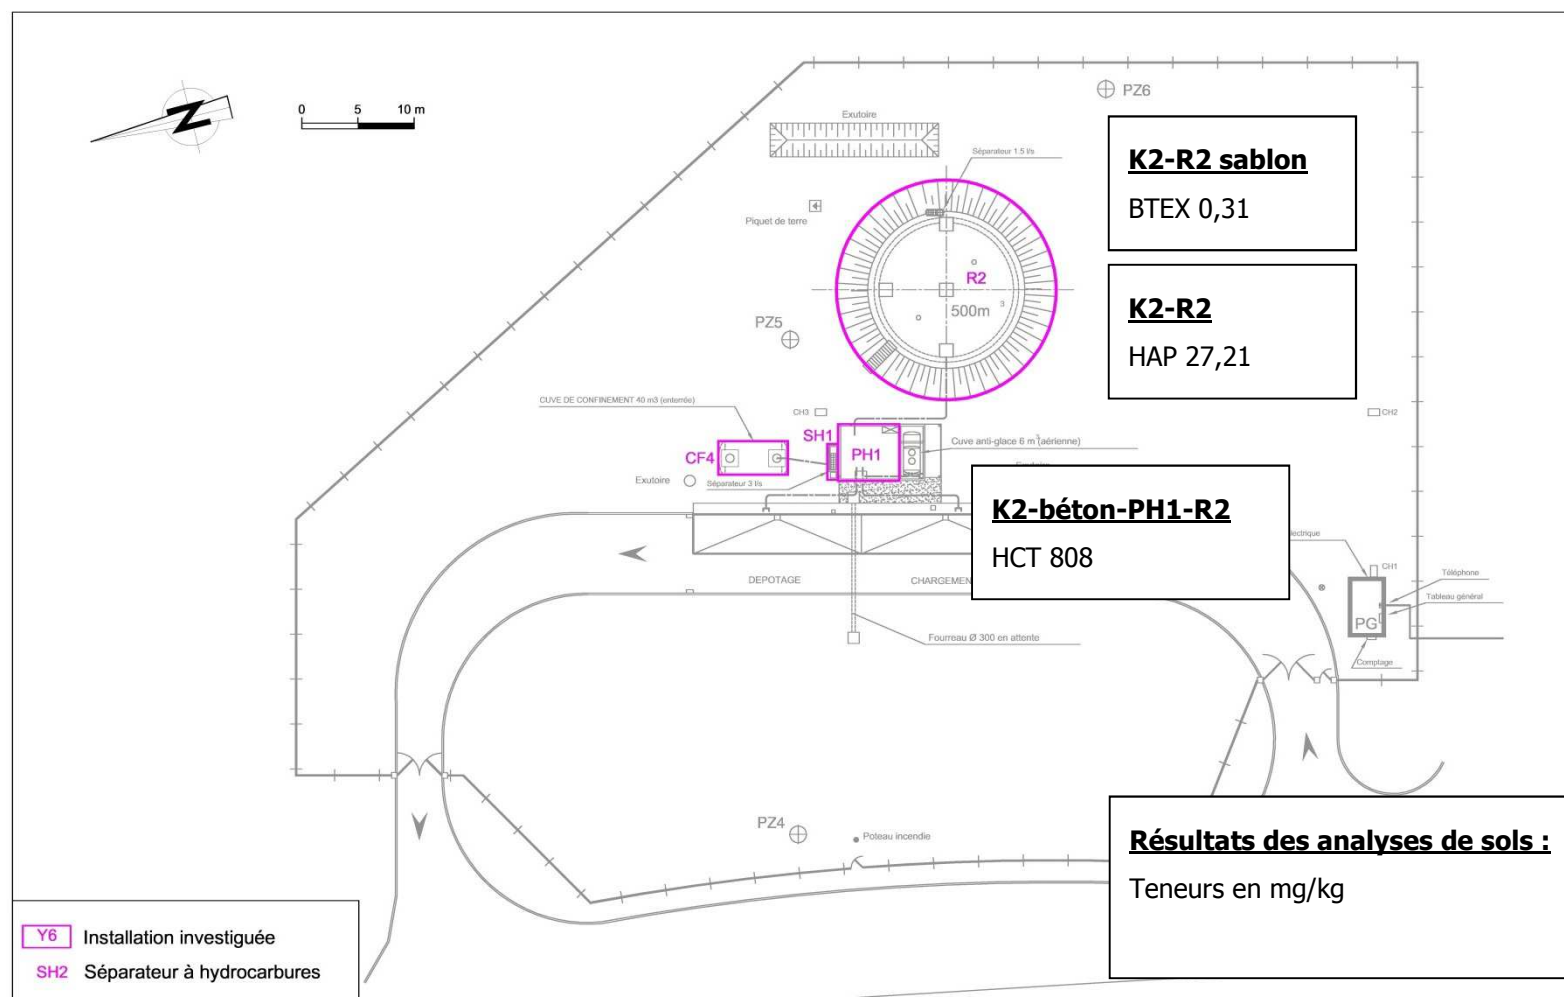 0 5 10 m
PZ6
Exutoire
Séparateur 1.5 l/s
K2-R2 sablon
BTEX 0,31
Piquet de terre
R2
500m 3
K2-R2
HAP 27,21
PZ5
CUVE DE CONFINEMENT 40 m3 (enterrée)
CH3
CH2
SH1
PH1
CF4
Cuve anti-glace 6 m3 (aérienne)
Exutoire
Séparateur 3 l/s
K2-béton-PH1-R2
HCT 808
lectrique
CH1
Téléphone
Tableau général
DEPOTAGE
CHARGEMEN
PG
Fourreau Ø 300 en attente
Comptage
PZ4
Poteau incendie
Résultats des analyses de sols :
Teneurs en mg/kg
Y6 Installation investiguée
SH2 Séparateur à hydrocarbures